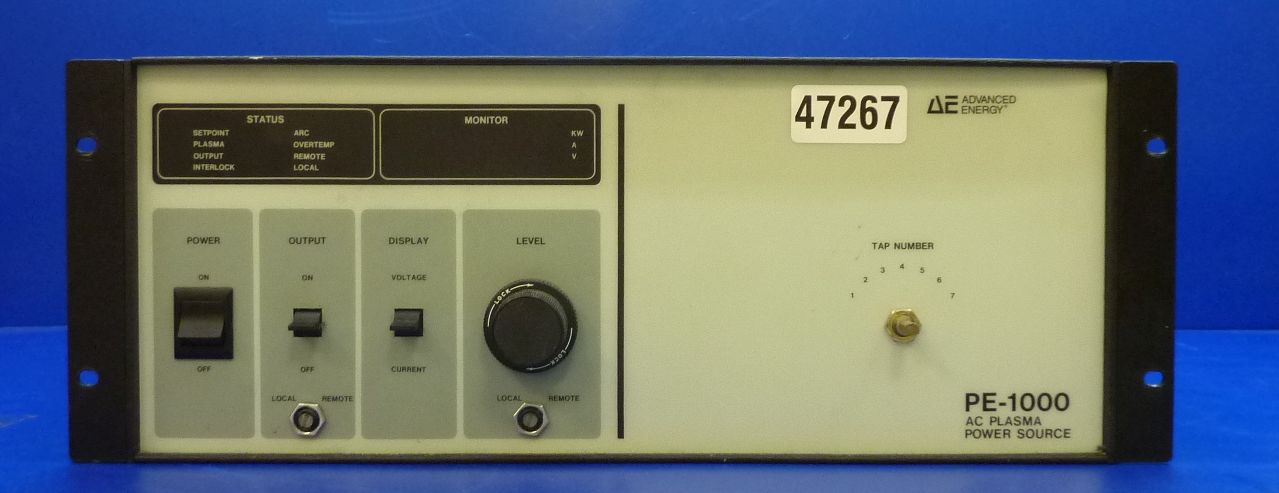 STATUS
SETPOINT ARC
PLASMA OVERTEMP
OUTPUT REMOTE
INTERLOCK LOCAL
MONITOR
KW
A
V
47267
ΔE ADVANCED
ENERGY®
POWER
ON
OFF
OUTPUT
ON
OFF
LOCAL REMOTE
DISPLAY
VOLTAGE
CURRENT
LEVEL
LOCK
LOCK
LOCAL REMOTE
TAP NUMBER
1 2 3 4 5 6 7
PE-1000
AC PLASMA
POWER SOURCE